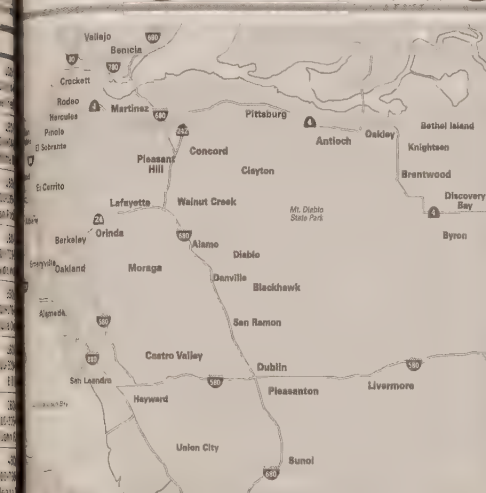 Vallejo
680
Benicia
80
780
Crockett
Rodeo
4
Martinez
680
Hercules
Pittsburg
4
Bethel Island
Pinole
242
Antioch
Oakley
El Sobrante
Concord
Knightsen
Pleasant
Hill
Clayton
Brentwood
El Cerrito
Lafayette
Walnut Creek
Mt. Diablo
State Park
Discovery
Bay
24
4
Orinda
Berkeley
680
Alamo
Byron
Diablo
Emeryville
Oakland
Moraga
Danville
Blackhawk
Alameda
580
San Ramon
880
Castro Valley
Dublin
580
San Leandro
580
Pleasanton
Livermore
Hayward
Union City
Sunol
680